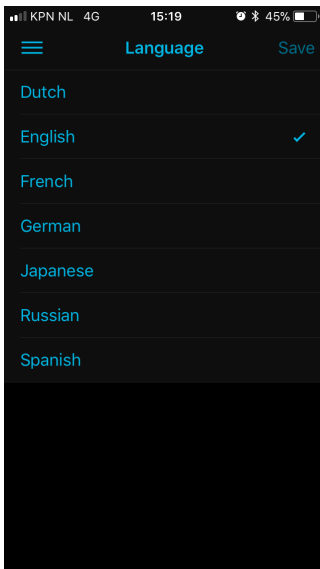 KPN NL 4G 15:19 45%
Language Save
Dutch
English
French
German
Japanese
Russian
Spanish